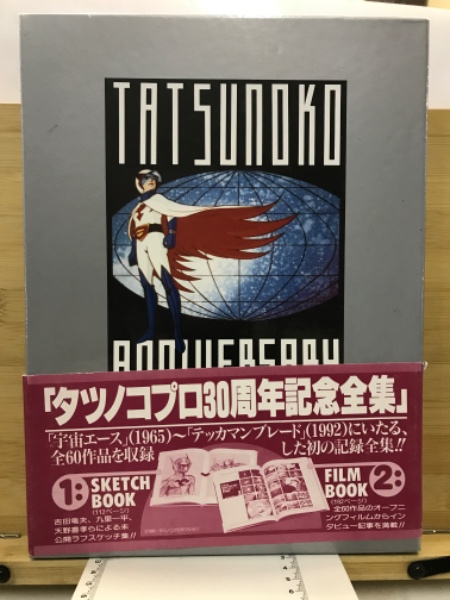 TATSUNOKO
ANNIVERSARY
「タツノコプロ30周年記念全集」
「宇宙エース」(1965)～「テッカマンブレード」(1992)にいたる、
全60作品を収録 した初の記録全集!!
1: SKETCH
BOOK
(112ページ)
吉田竜夫、九里一平、
天野喜孝らによる未
公開ラフスケッチ集!!
FILM 2:
BOOK
(192ページ)
全60作品のオープニ
ングフィルムからイン
タビュー記事を満載!!